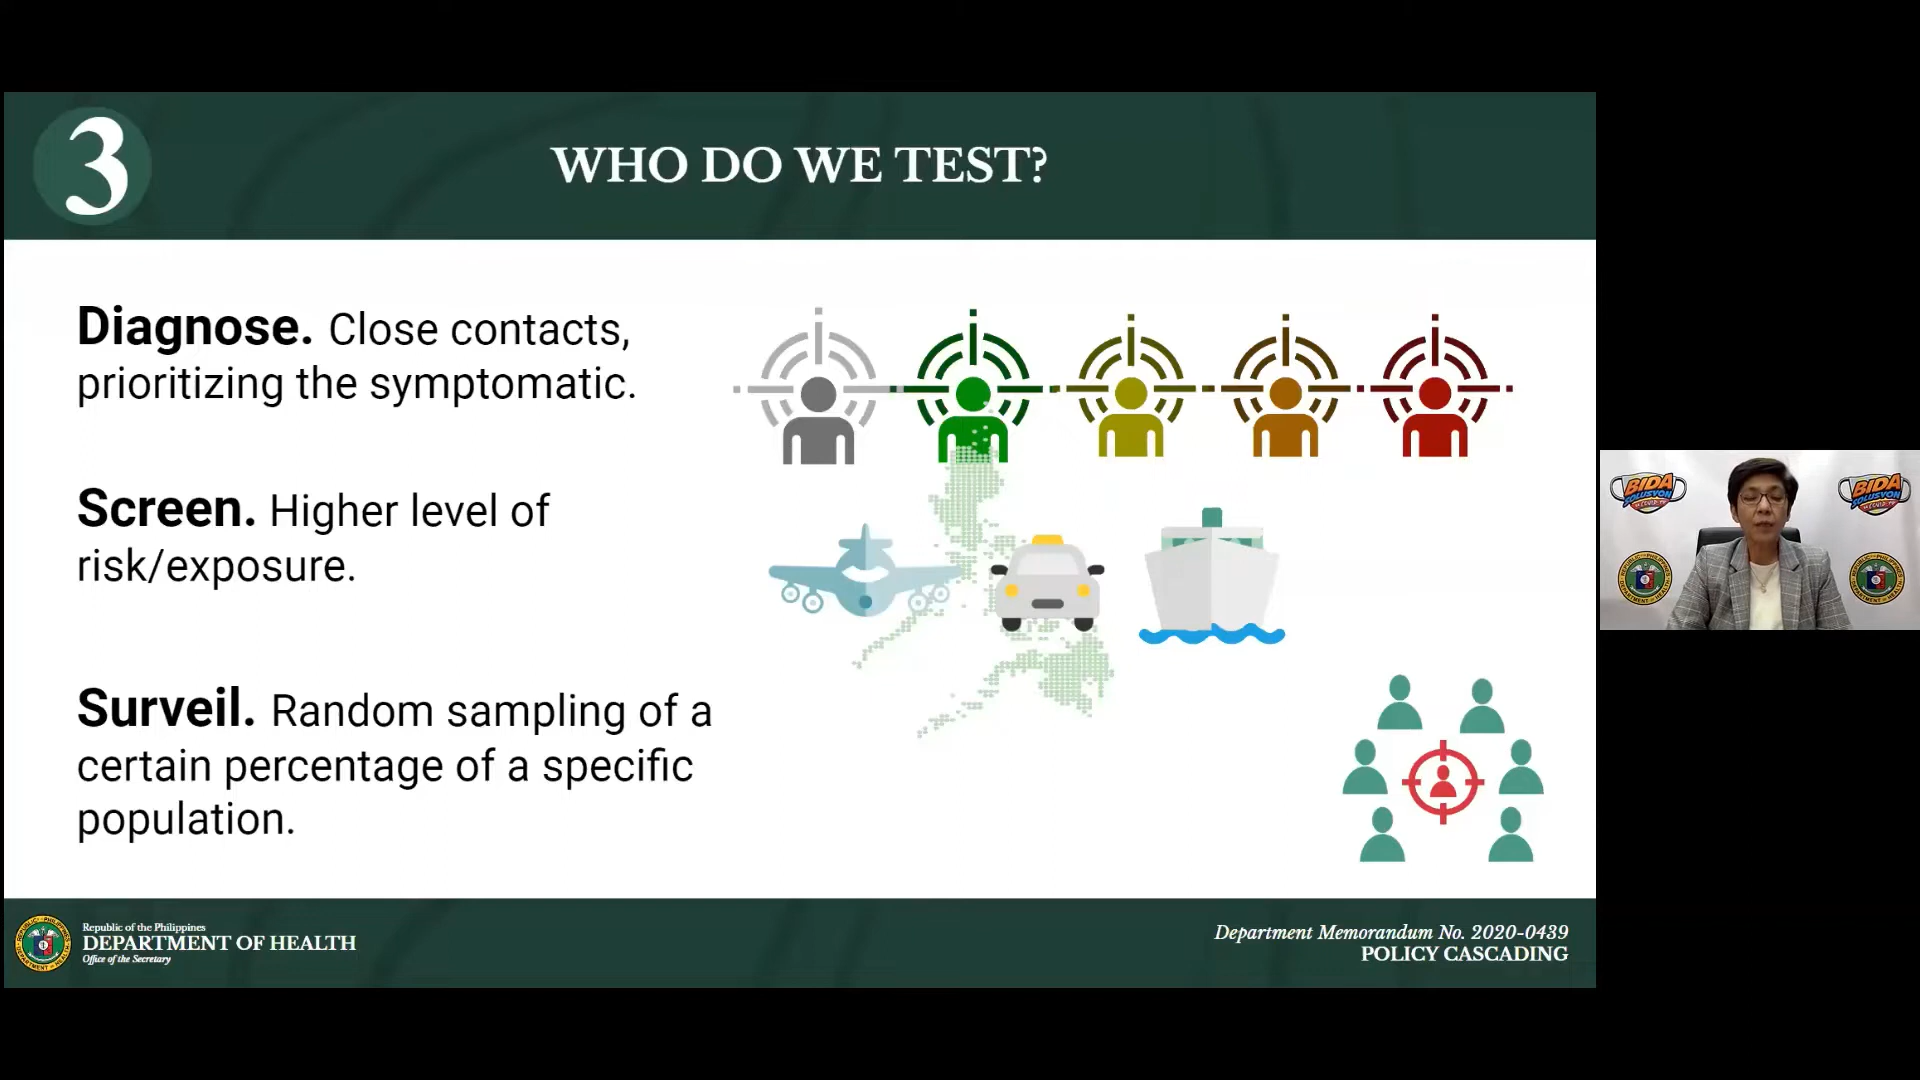 3
WHO DO WE TEST?
Diagnose. Close contacts,
prioritizing the symptomatic.
Screen. Higher level of
risk/exposure.
Surveil. Random sampling of a
certain percentage of a specific
population.
Republic of the Philippines
DEPARTMENT OF HEALTH
Office of the Secretary
Department Memorandum No. 2020-0439
POLICY CASCADING
BIDA
SOLUSYON
BIDA
SOLUSYON